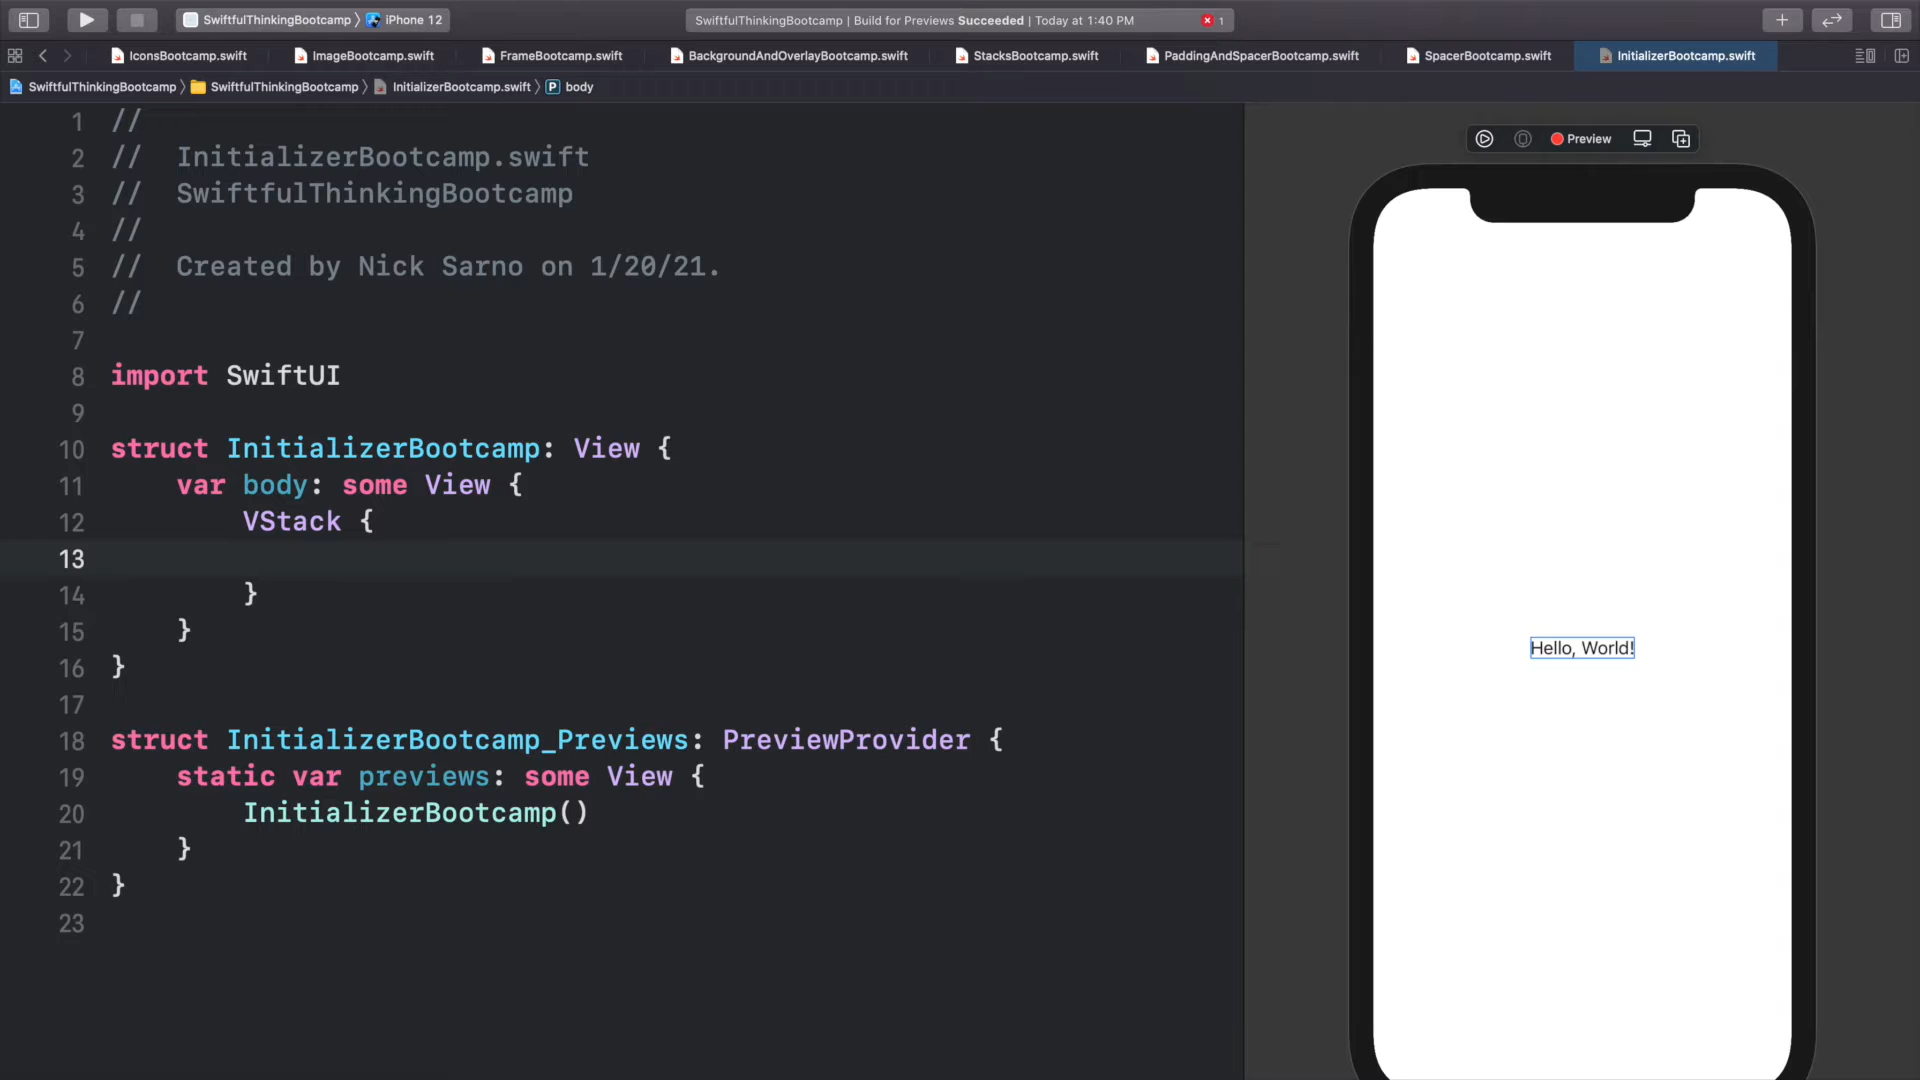 SwiftfulThinkingBootcamp 〉 iPhone 12
SwiftfulThinkingBootcamp | Build for Previews Succeeded | Today at 1:40 PM
1
IconsBootcamp.swift
ImageBootcamp.swift
FrameBootcamp.swift
BackgroundAndOverlayBootcamp.swift
StacksBootcamp.swift
PaddingAndSpacerBootcamp.swift
SpacerBootcamp.swift
InitializerBootcamp.swift
SwiftfulThinkingBootcamp 〉 SwiftfulThinkingBootcamp 〉 InitializerBootcamp.swift 〉 P body
1 //
2 //  InitializerBootcamp.swift
3 //  SwiftfulThinkingBootcamp
4 //
5 //  Created by Nick Sarno on 1/20/21.
6 //
7
8 import SwiftUI
9
10 struct InitializerBootcamp: View {
11     var body: some View {
12         VStack {
13
14         }
15     }
16 }
17
18 struct InitializerBootcamp_Previews: PreviewProvider {
19     static var previews: some View {
20         InitializerBootcamp()
21     }
22 }
23
Preview
Hello, World!